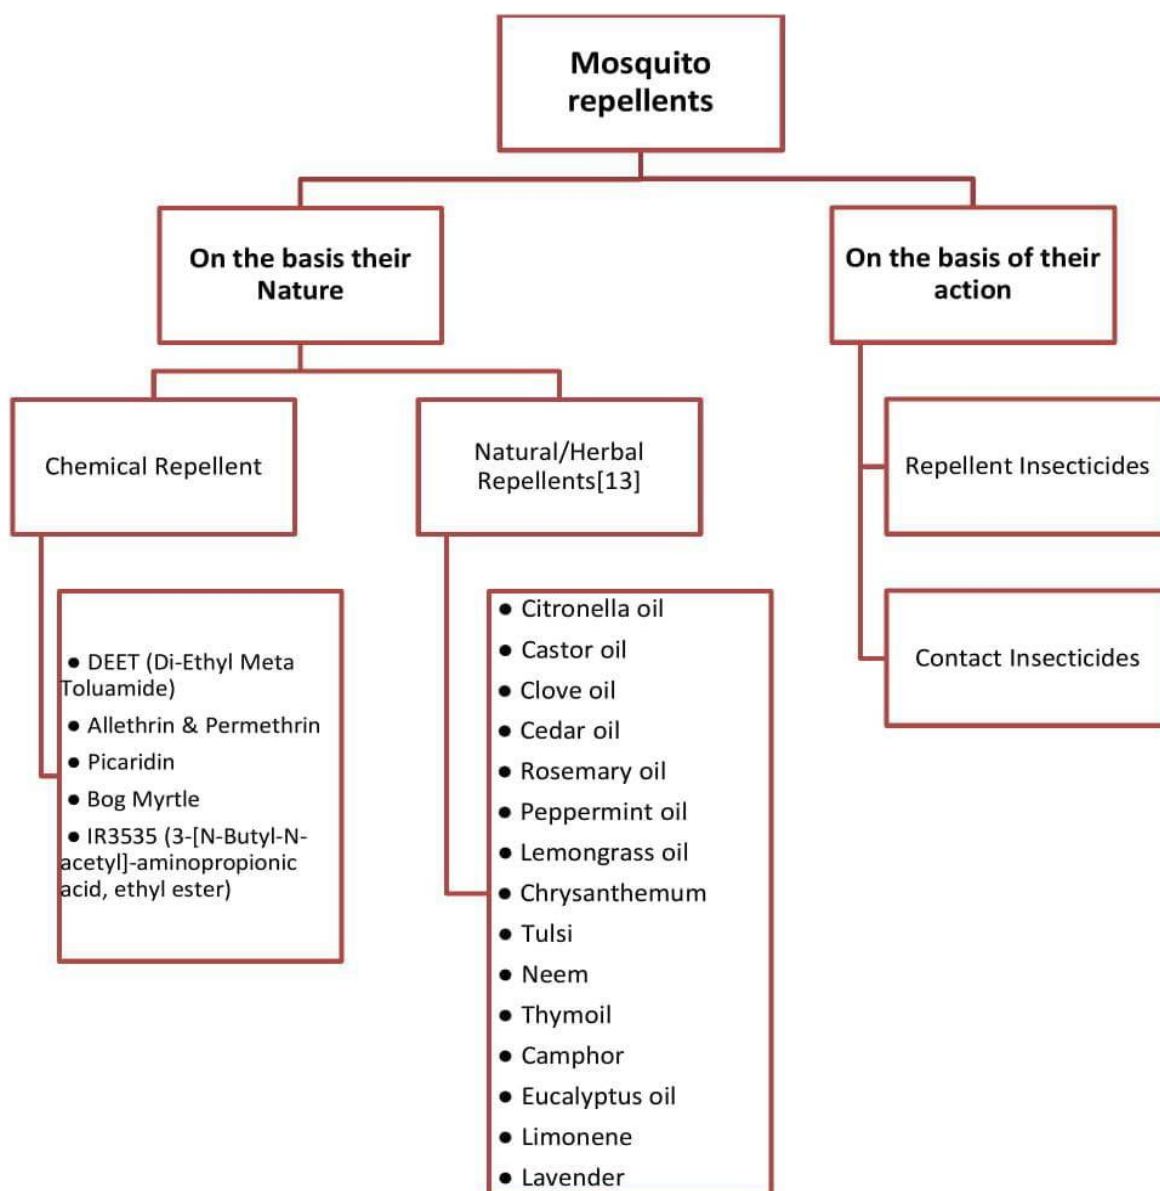 Mosquito
repellents
On the basis their
Nature
On the basis of their
action
Chemical Repellent
Natural/Herbal
Repellents[13]
Repellent Insecticides
Contact Insecticides
● DEET (Di-Ethyl Meta
Toluamide)
● Allethrin & Permethrin
● Picaridin
● Bog Myrtle
● IR3535 (3-[N-Butyl-N-
acetyl]-aminopropionic
acid, ethyl ester)
● Citronella oil
● Castor oil
● Clove oil
● Cedar oil
● Rosemary oil
● Peppermint oil
● Lemongrass oil
● Chrysanthemum
● Tulsi
● Neem
● Thymoil
● Camphor
● Eucalyptus oil
● Limonene
● Lavender